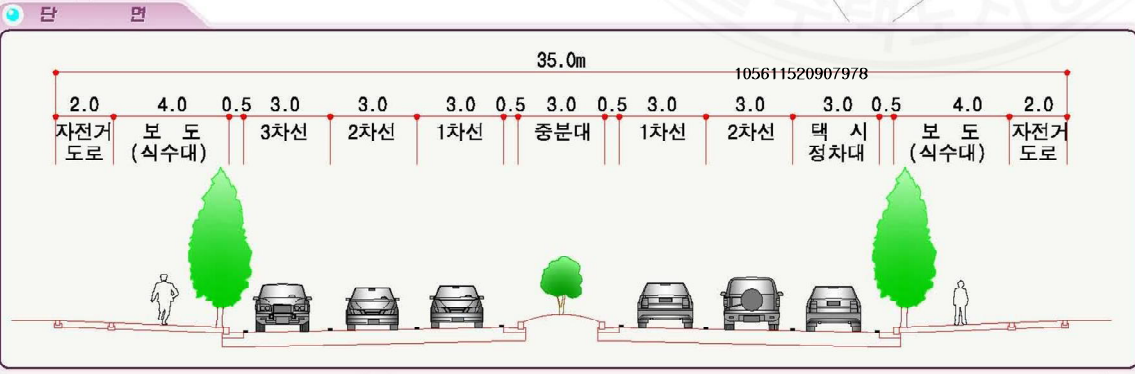 단 면
35.0m
105611520907978
2.0 4.0 0.5 3.0 3.0 3.0 0.5 3.0 0.5 3.0 3.0 3.0 0.5 4.0 2.0
자전거 보 도 3차선 2차선 1차선 중분대 1차선 2차선 택 시 보 도 자전거
도로 (식수대) 정차대 (식수대) 도로